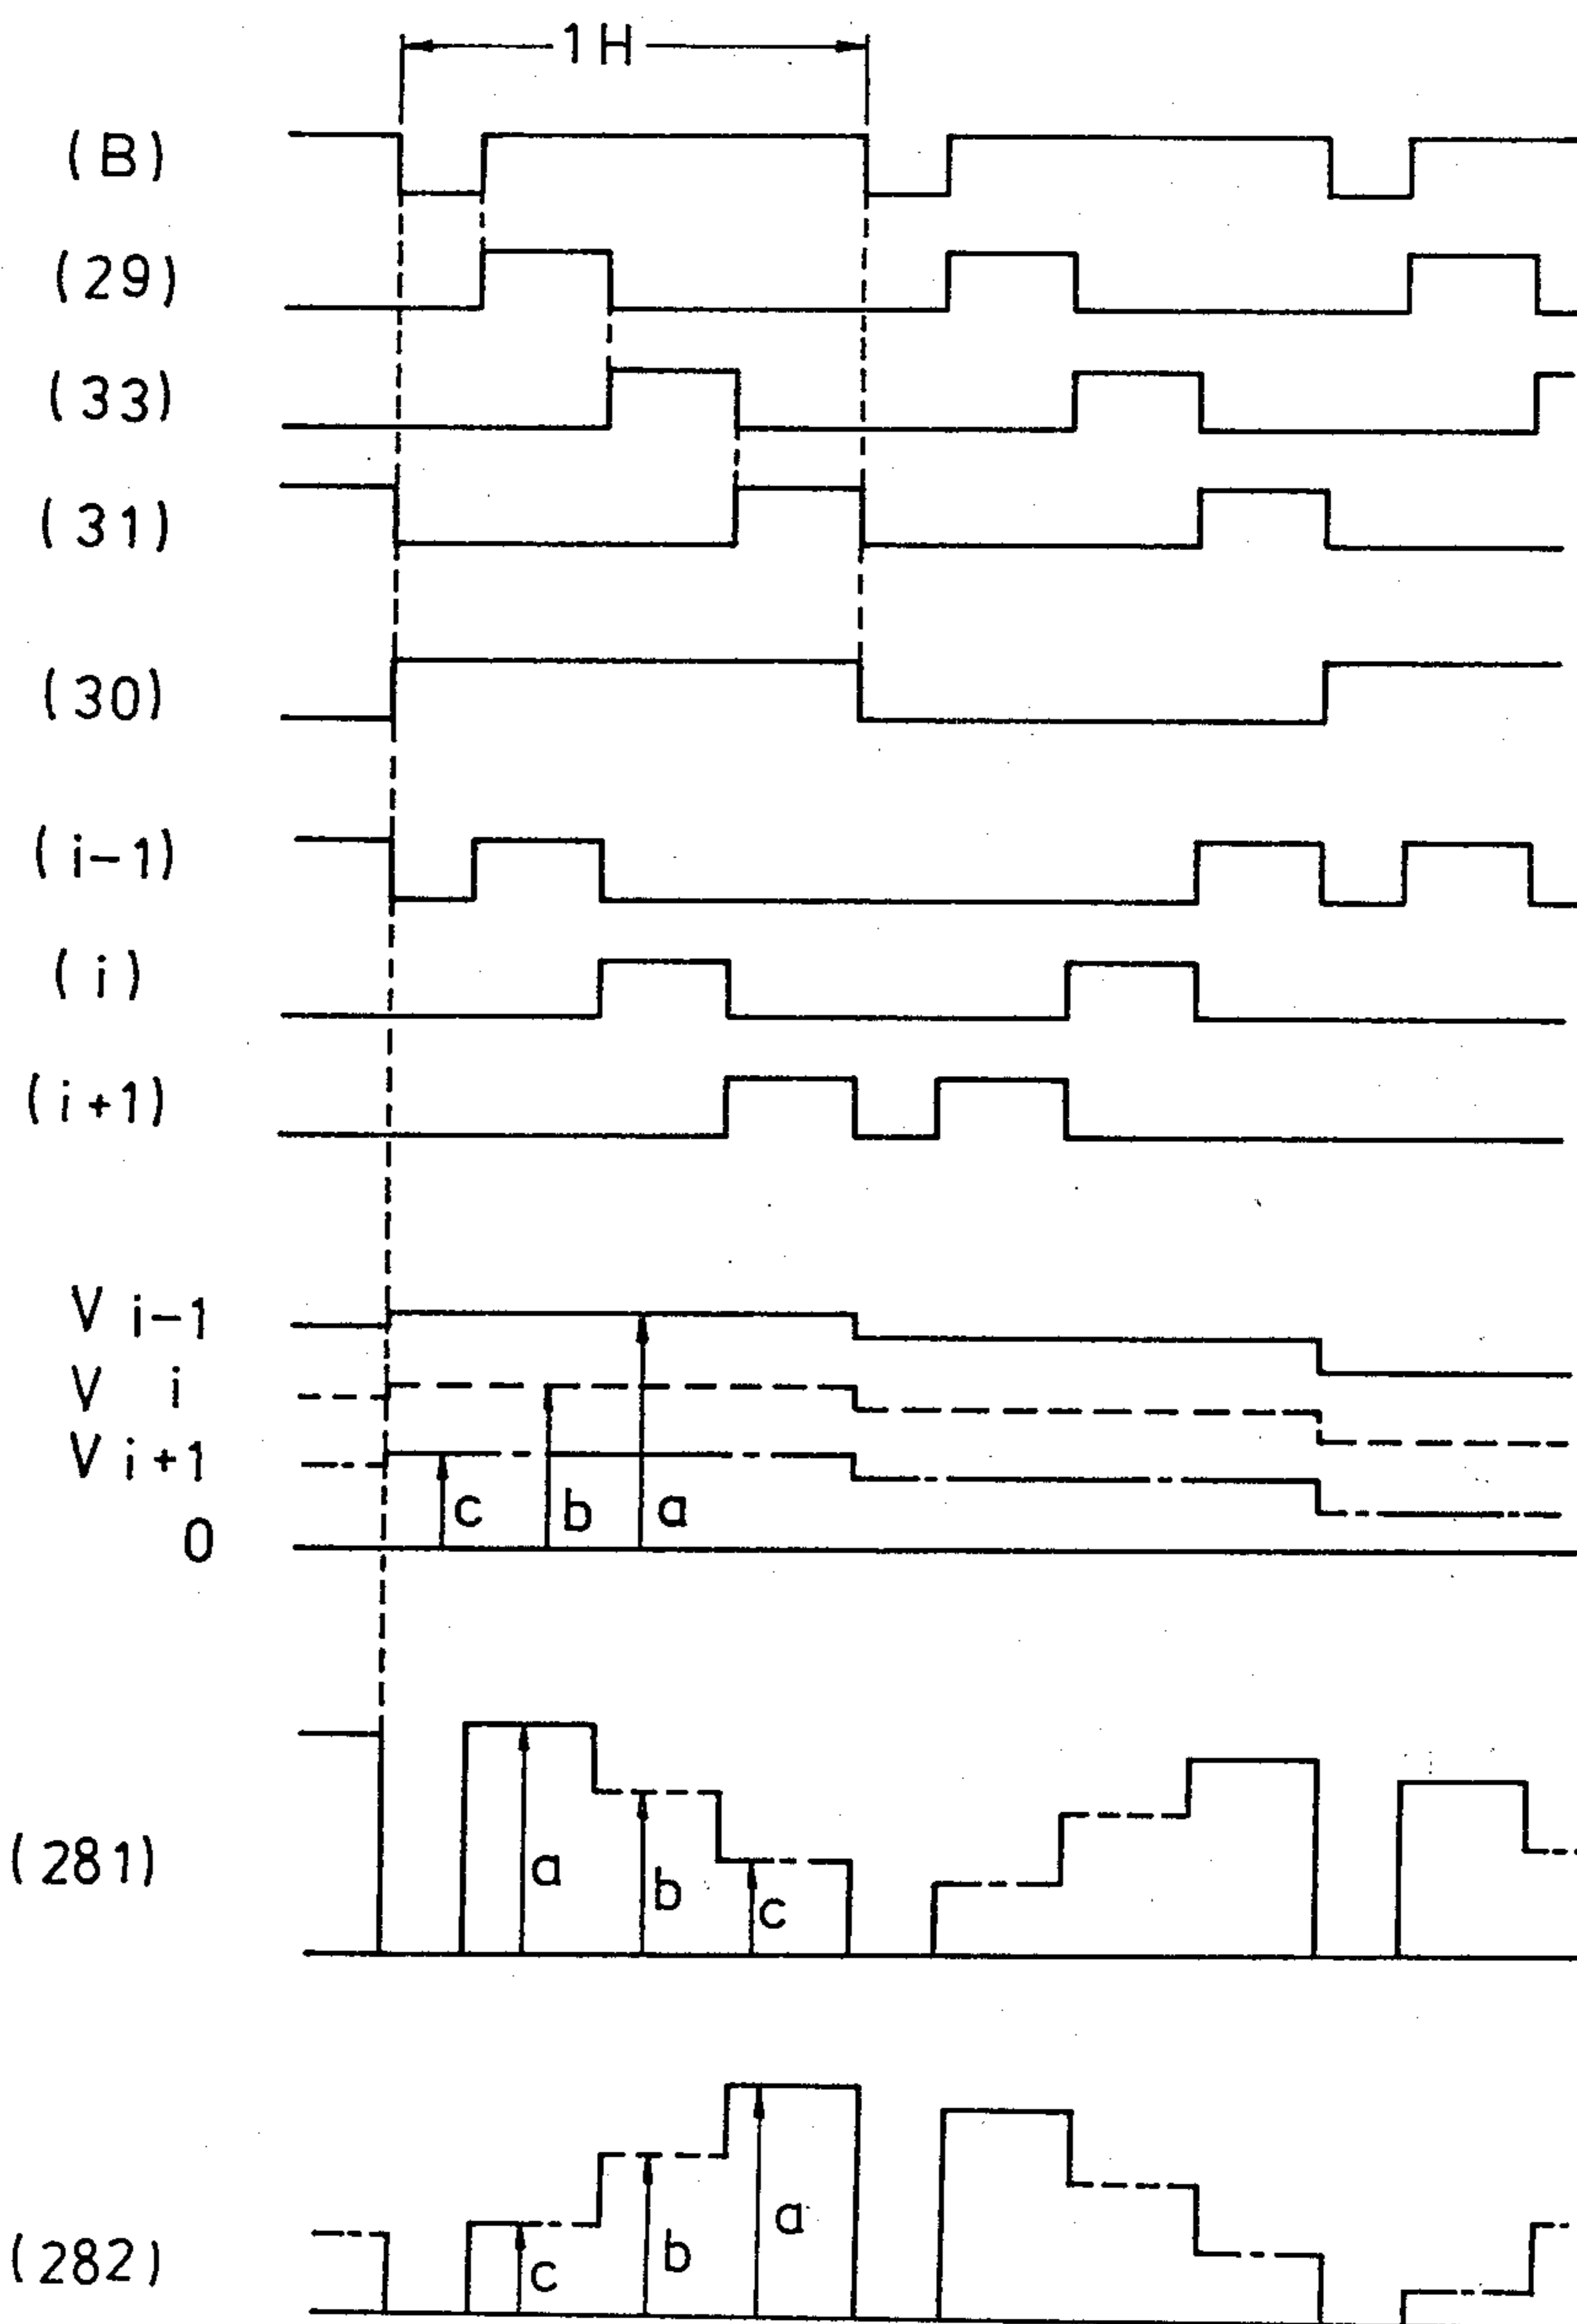 1H
(B)
(29)
(33)
(31)
(30)
(i-1)
(i)
(i+1)
V i-1
V i
V i+1
c b a
0
(281)
a b c
(282)
c b a